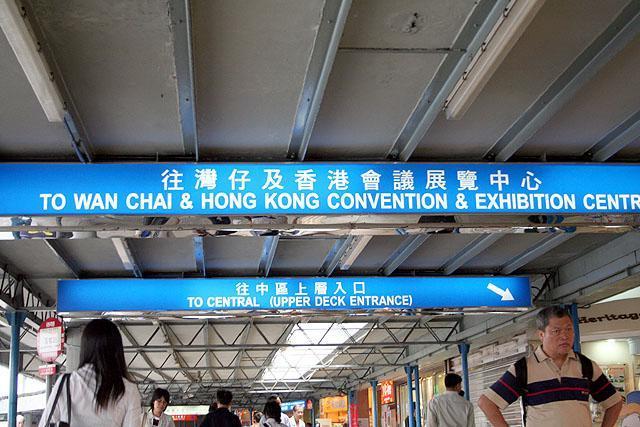 往灣仔及香港會議展覽中心
TO WAN CHAI & HONG KONG CONVENTION & EXHIBITION CENTR
往中區上層入口
TO CENTRAL (UPPER DECK ENTRANCE)
Heritag